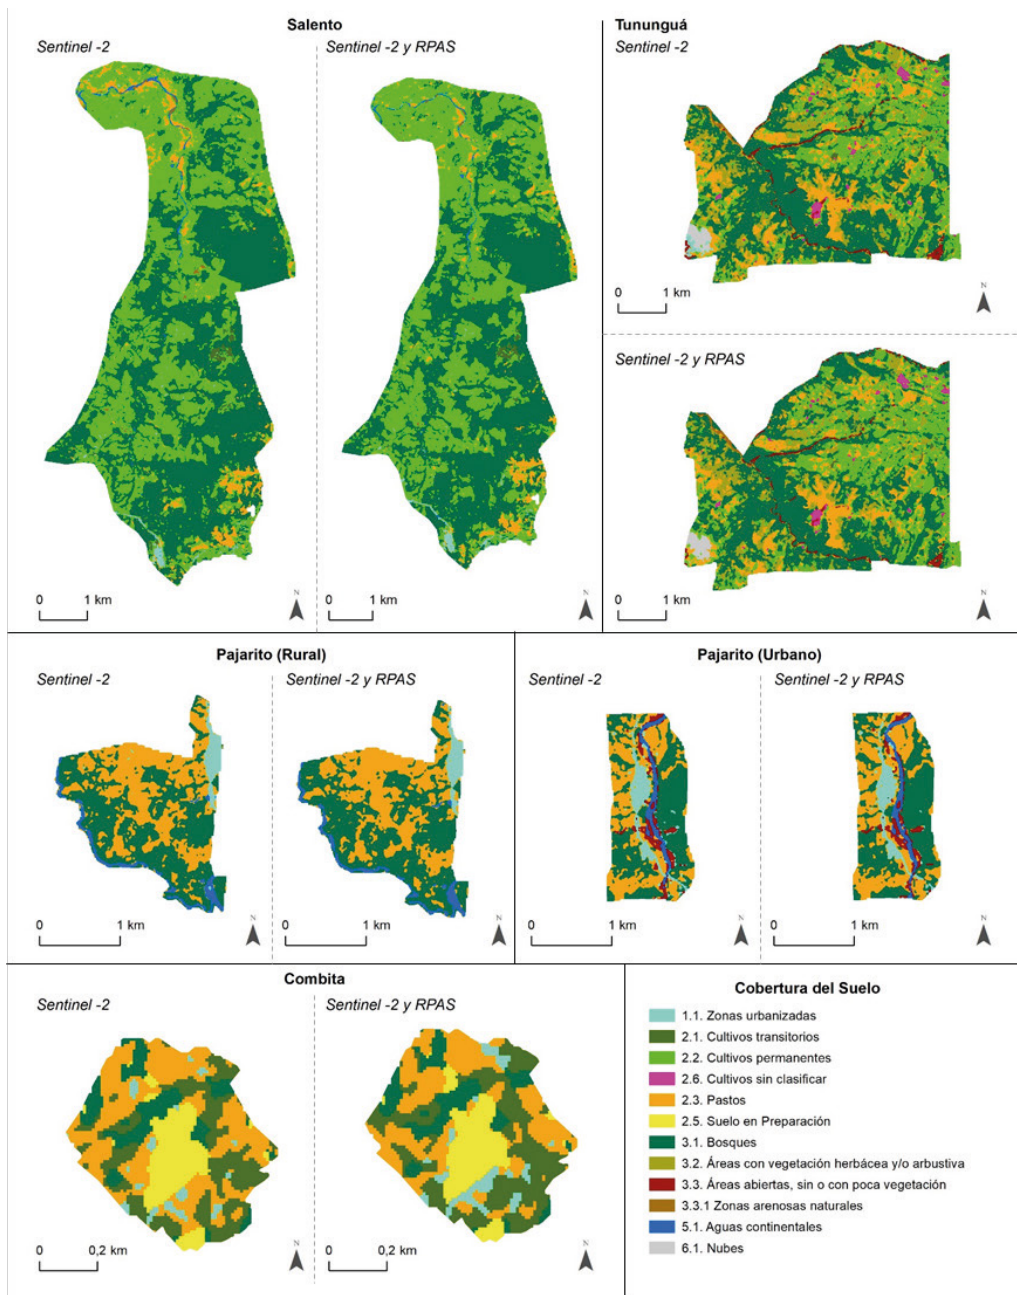 Salento
Sentinel -2
Sentinel -2 y RPAS
N
0 1 km
N
0 1 km
Tununguá
Sentinel -2
N
0 1 km
Sentinel -2 y RPAS
N
0 1 km
Pajarito (Rural)
Sentinel -2
Sentinel -2 y RPAS
0 1 km
N
0 1 km
N
Pajarito (Urbano)
Sentinel -2
Sentinel -2 y RPAS
0 1 km
N
0 1 km
N
Combita
Sentinel -2
Sentinel -2 y RPAS
0 0,2 km
N
0 0,2 km
N
Cobertura del Suelo
1.1. Zonas urbanizadas
2.1. Cultivos transitorios
2.2. Cultivos permanentes
2.6. Cultivos sin clasificar
2.3. Pastos
2.5. Suelo en Preparación
3.1. Bosques
3.2. Áreas con vegetación herbácea y/o arbustiva
3.3. Áreas abiertas, sin o con poca vegetación
3.3.1 Zonas arenosas naturales
5.1. Aguas continentales
6.1. Nubes